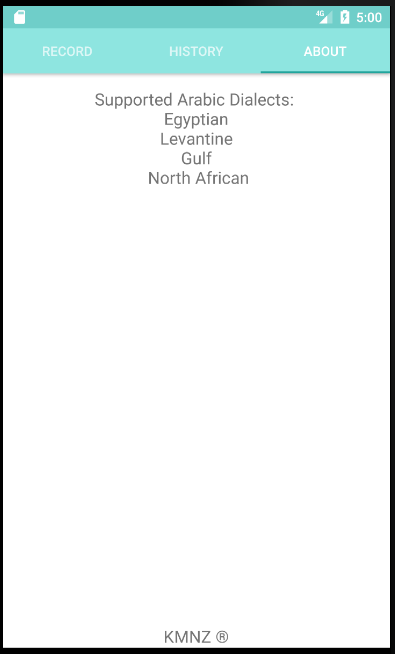 4G 5:00
RECORD HISTORY ABOUT
Supported Arabic Dialects:
Egyptian
Levantine
Gulf
North African
KMNZ ®